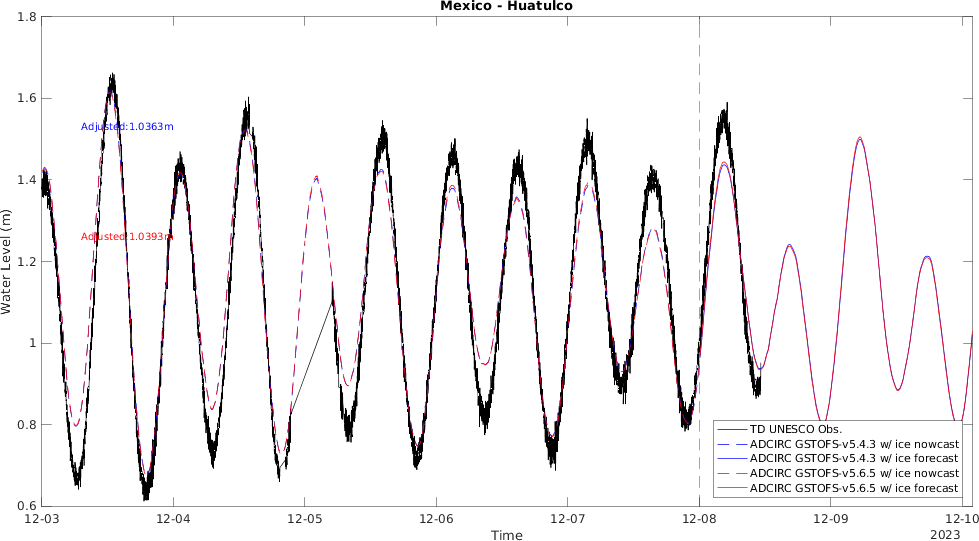 Mexico - Huatulco
1.8
1.6
1.4
1.2
1
0.8
0.6
Water Level (m)
Adjusted:1.0363m
Adjusted:1.0393m
TD UNESCO Obs.
ADCIRC GSTOFS-v5.4.3 w/ ice nowcast
ADCIRC GSTOFS-v5.4.3 w/ ice forecast
ADCIRC GSTOFS-v5.6.5 w/ ice nowcast
ADCIRC GSTOFS-v5.6.5 w/ ice forecast
12-03 12-04 12-05 12-06 12-07 12-08 12-09 12-10
Time
2023